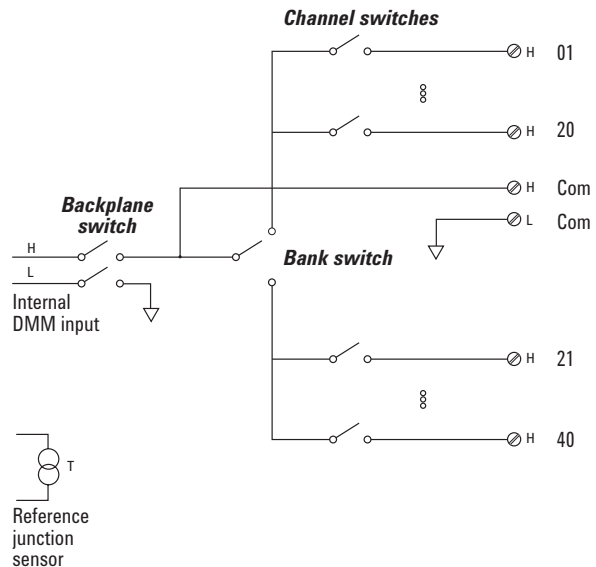 Channel switches
H 01
H 20
H Com
L Com
Backplane
switch
H
L
Internal
DMM input
Bank switch
H 21
H 40
T
Reference
junction
sensor